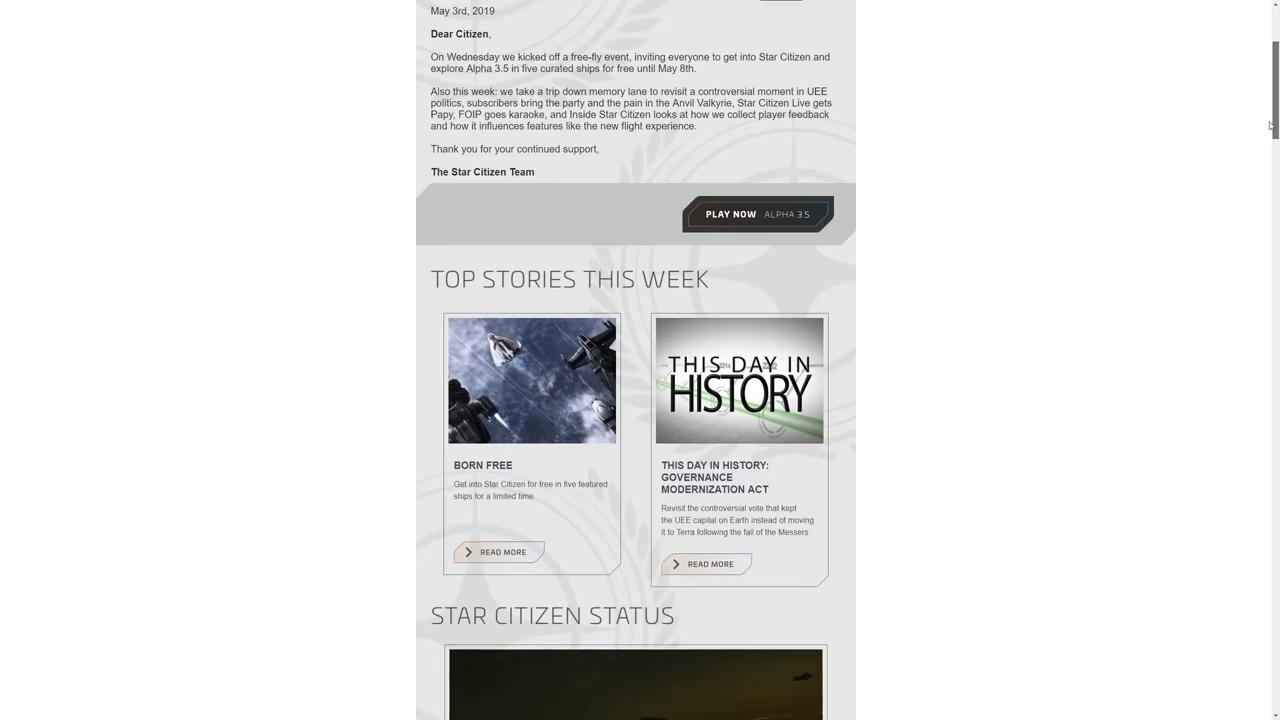 May 3rd, 2019
Dear Citizen,
On Wednesday we kicked off a free-fly event, inviting everyone to get into Star Citizen and
explore Alpha 3.5 in five curated ships for free until May 8th.
Also this week: we take a trip down memory lane to revisit a controversial moment in UEE
politics, subscribers bring the party and the pain in the Anvil Valkyrie, Star Citizen Live gets
Papy, FOIP goes karaoke, and Inside Star Citizen looks at how we collect player feedback
and how it influences features like the new flight experience.
Thank you for your continued support,
The Star Citizen Team
PLAY NOW ALPHA 3.5
TOP STORIES THIS WEEK
THIS DAY IN
HISTORY
BORN FREE
Get into Star Citizen for free in five featured
ships for a limited time.
READ MORE
THIS DAY IN HISTORY:
GOVERNANCE
MODERNIZATION ACT
Revisit the controversial vote that kept
the UEE capital on Earth instead of moving
it to Terra following the fall of the Messers.
READ MORE
STAR CITIZEN STATUS